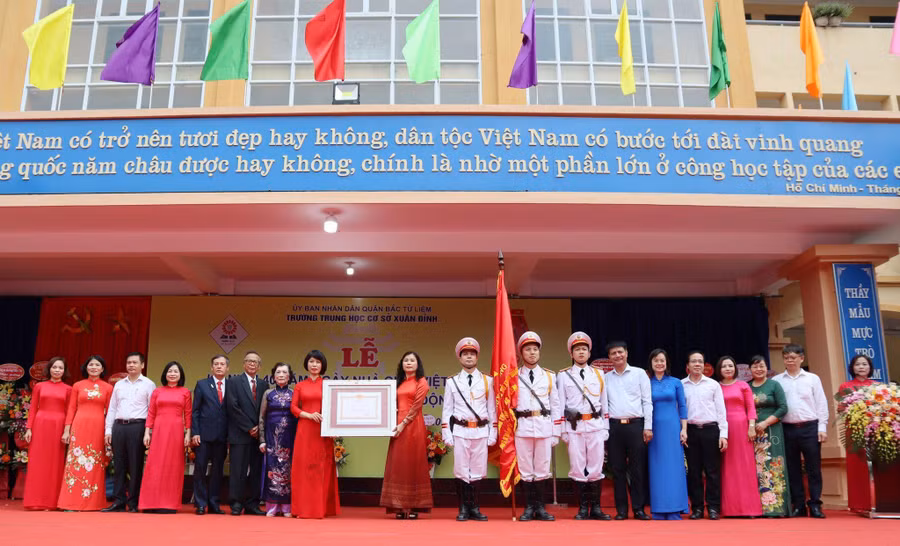 ệt Nam có trở nên tươi đẹp hay không, dân tộc Việt Nam có bước tới đài vinh quang
ng quốc năm châu được hay không, chính là nhờ một phần lớn ở công học tập của các e
Hồ Chí Minh - Tháng
ỦY BAN NHÂN DÂN QUẬN BẮC TỪ LIÊM
TRƯỜNG TRUNG HỌC CƠ SỞ XUÂN ĐỈNH
LỄ
THẦY
MẪU
MỰC
TRÒ